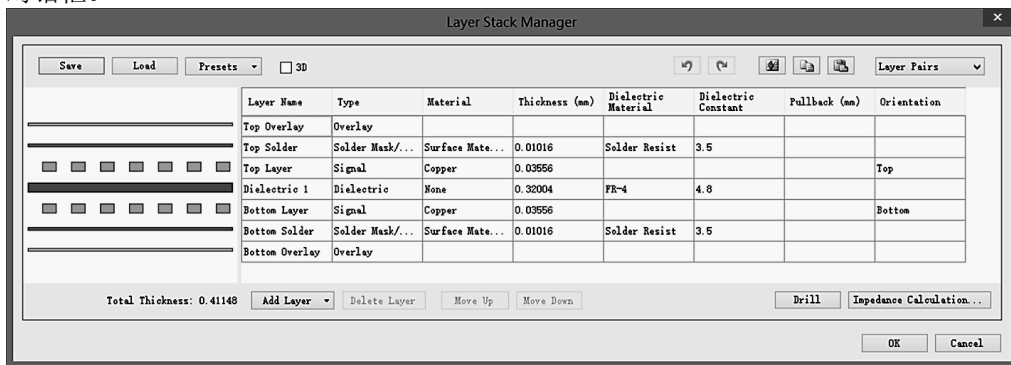 Layer Stack Manager
Save Load Presets 3D Layer Pairs
Layer Name Type Material Thickness (mm) Dielectric Material Dielectric Constant Pullback (mm) Orientation
Top Overlay Overlay
Top Solder Solder Mask/... Surface Mate... 0.01016 Solder Resist 3.5
Top Layer Signal Copper 0.03556 Top
Dielectric 1 Dielectric None 0.32004 FR-4 4.8
Bottom Layer Signal Copper 0.03556 Bottom
Bottom Solder Solder Mask/... Surface Mate... 0.01016 Solder Resist 3.5
Bottom Overlay Overlay
Total Thickness: 0.41148 Add Layer Delete Layer Move Up Move Down Drill Impedance Calculation...
OK Cancel